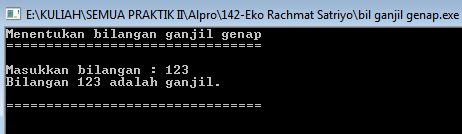 E:\KULIAH\SEMUA PRAKTIK II\Alpro\142-Eko Rachmat Satriyo\bil ganjil genap.exe
Menentukan bilangan ganjil genap
================================
Masukkan bilangan : 123
Bilangan 123 adalah ganjil.
================================